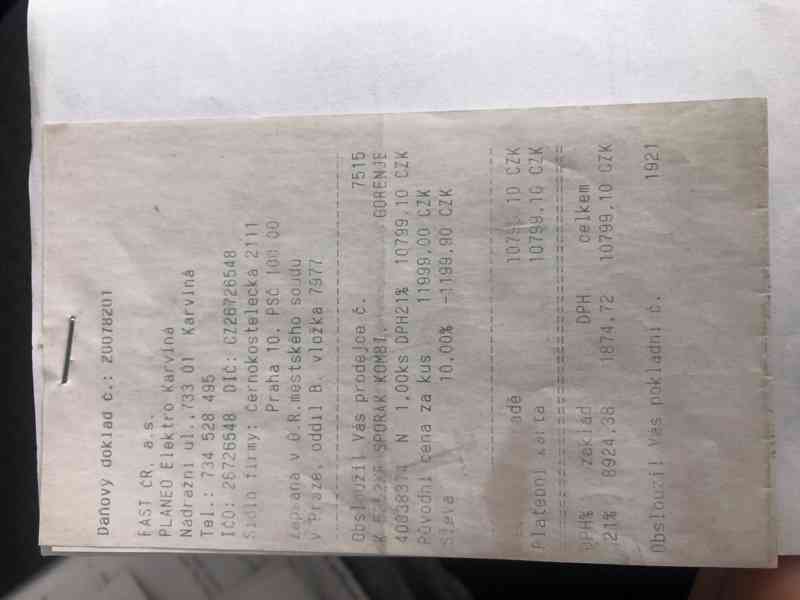 Daňový doklad č.: 20078201
FAST ČR, a.s.
PLANEO Elektro Karviná
Nádražní ul.,733 01 Karviná
Tel.: 734 528 495
IČO: 26726548 DIČ: CZ26726548
Sídlo firmy: Černokostelecká 2111
Praha 10, PSČ 100 00
Zapsaná v O.R.městského soudu
v Praze, oddíl B, vložka 7977
Obsloužil Vás prodejce č. 7515
K SPORÁK KOMBI. GORENJE
40038374 N 1,00ks DPH21% 10799,10 CZK
Původní cena za kus 11999,00 CZK
Sleva 10,00% -1199,90 CZK
10799,10 CZK
Platební karta 10799,10 CZK
DPH% základ DPH celkem
21% 8924,38 1874,72 10799,10 CZK
Obsloužil Vás pokladní č. 1921